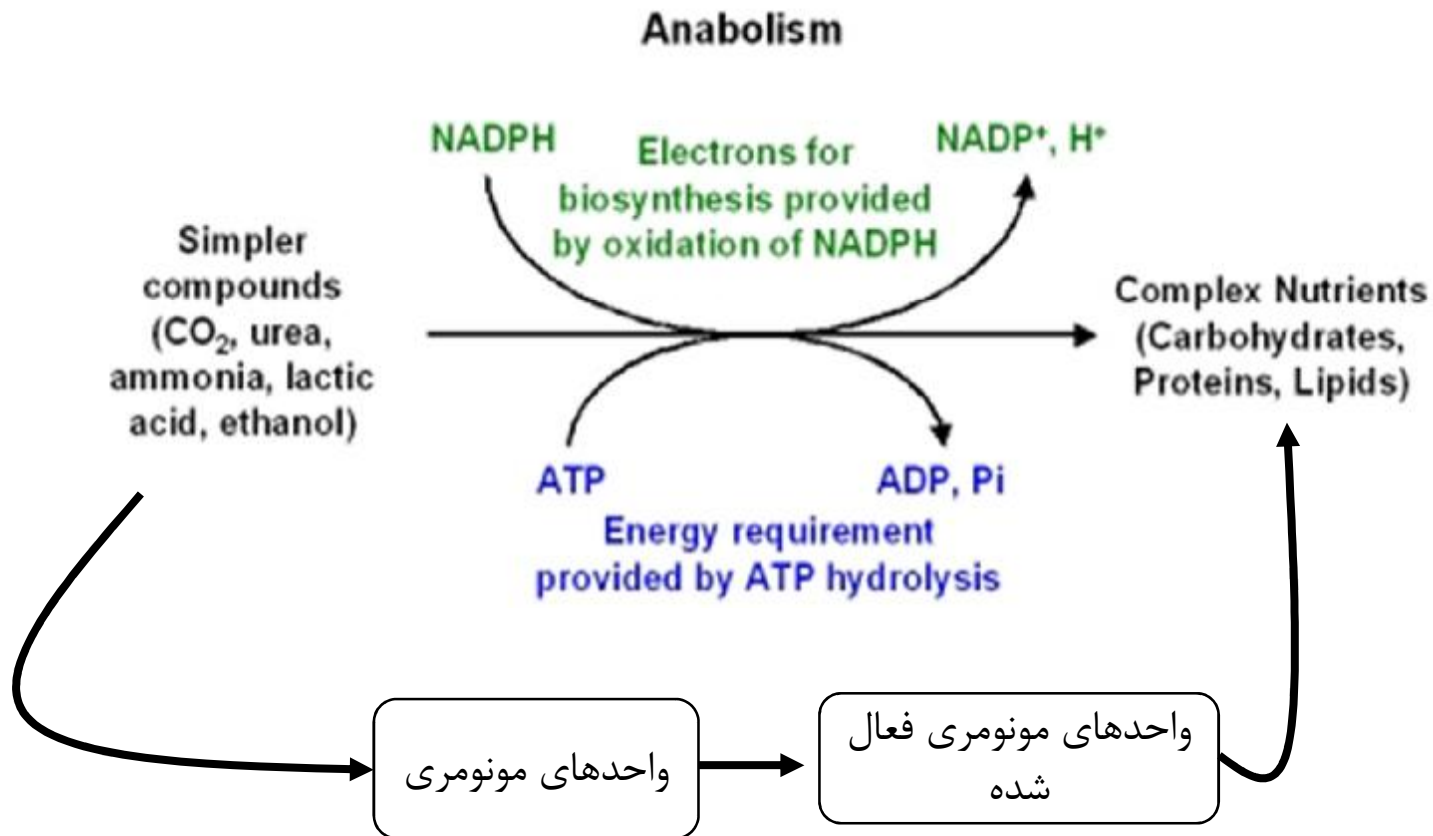 Anabolism
NADPH
Electrons for
biosynthesis provided
by oxidation of NADPH
NADP⁺, H⁺
Simpler
compounds
(CO₂, urea,
ammonia, lactic
acid, ethanol)
Complex Nutrients
(Carbohydrates,
Proteins, Lipids)
ATP
ADP, Pi
Energy requirement
provided by ATP hydrolysis
واحدهای مونومری
واحدهای مونومری فعال
شده